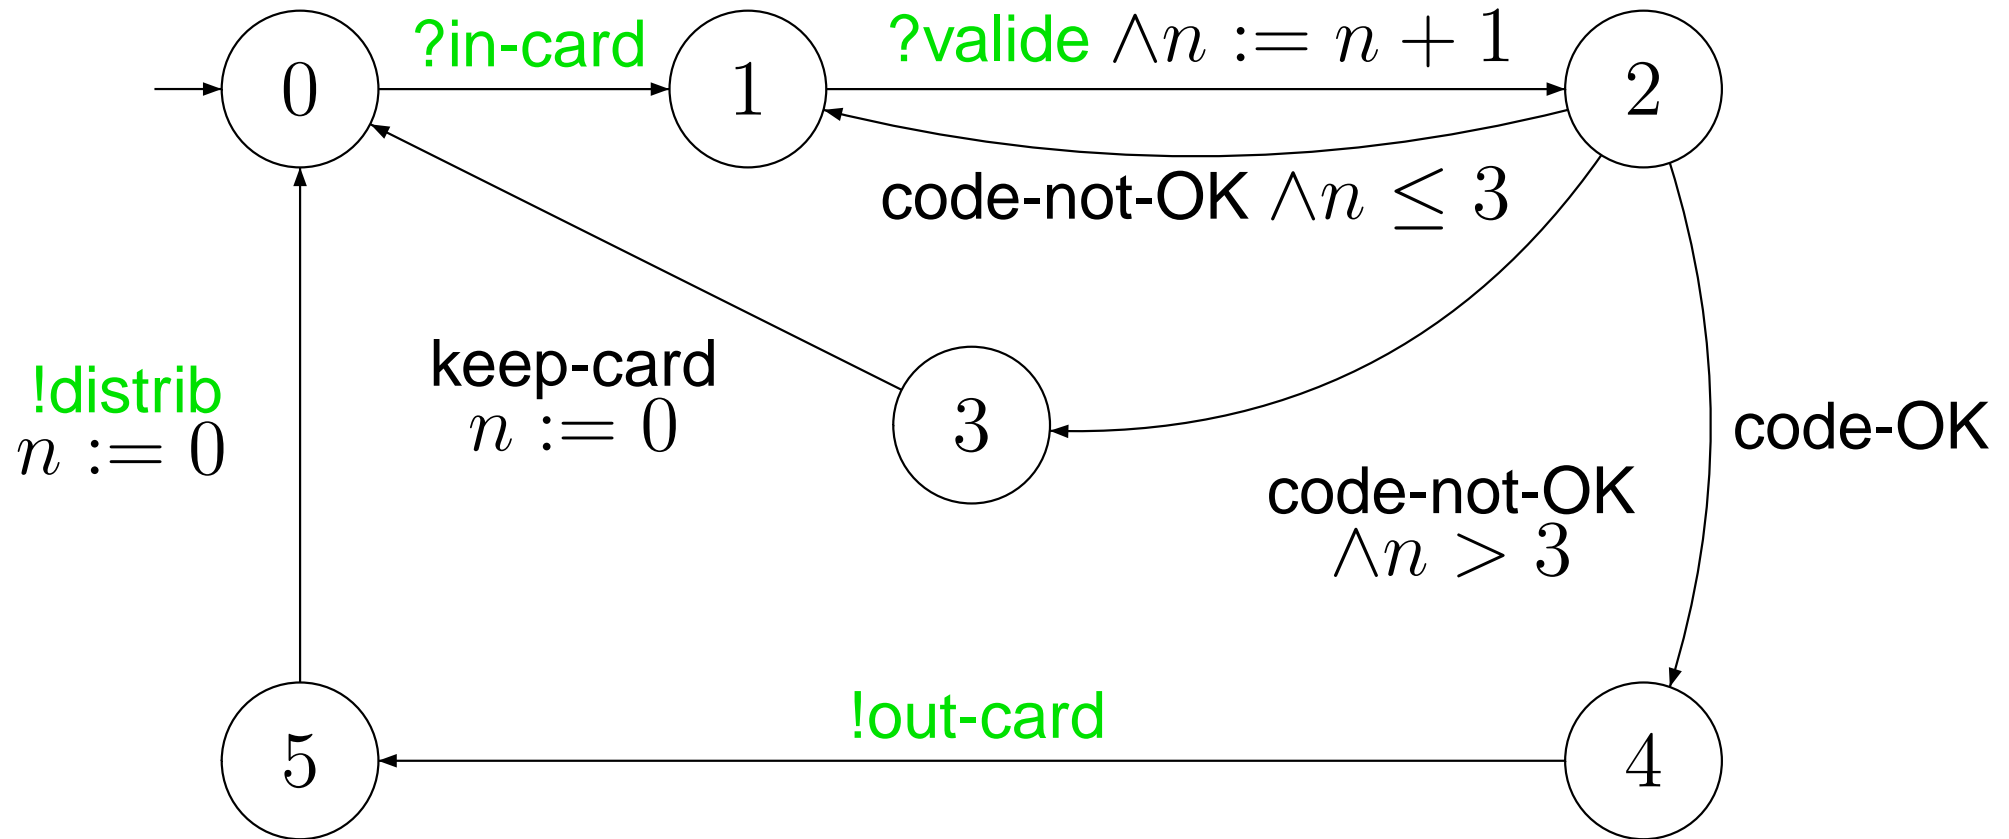 ?in-card
?valide ∧n := n + 1
0
1
2
code-not-OK ∧n ≤ 3
keep-card
n := 0
!distrib
n := 0
3
code-OK
code-not-OK
∧n > 3
!out-card
5
4